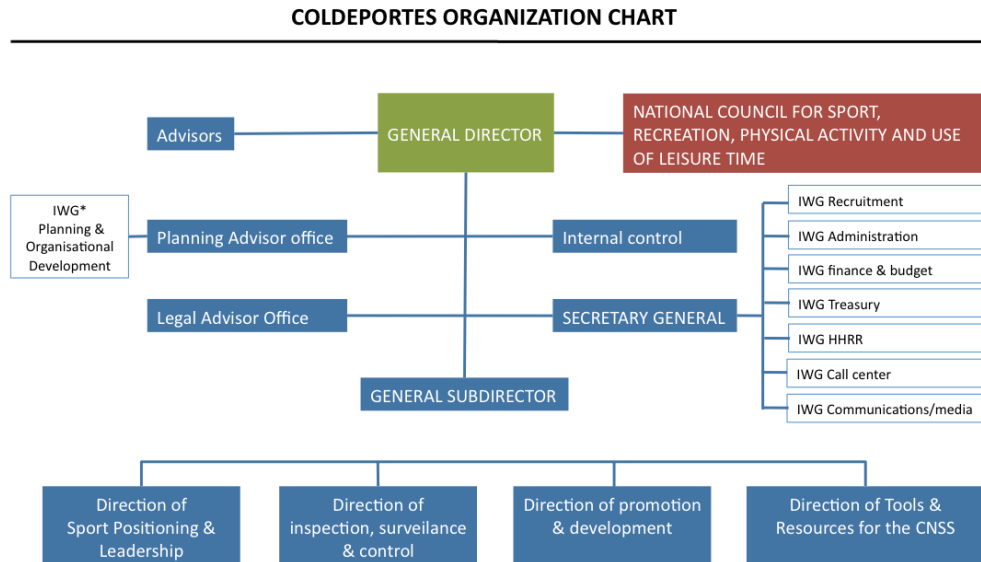 COLDEPORTES ORGANIZATION CHART
Advisors
GENERAL DIRECTOR
NATIONAL COUNCIL FOR SPORT,
RECREATION, PHYSICAL ACTIVITY AND USE
OF LEISURE TIME
IWG*
Planning &
Organisational
Development
Planning Advisor office
Internal control
Legal Advisor Office
SECRETARY GENERAL
IWG Recruitment
IWG Administration
IWG finance & budget
IWG Treasury
IWG HHRR
IWG Call center
IWG Communications/media
GENERAL SUBDIRECTOR
Direction of
Sport Positioning &
Leadership
Direction of
inspection, surveilance
& control
Direction of promotion
& development
Direction of Tools &
Resources for the CNSS